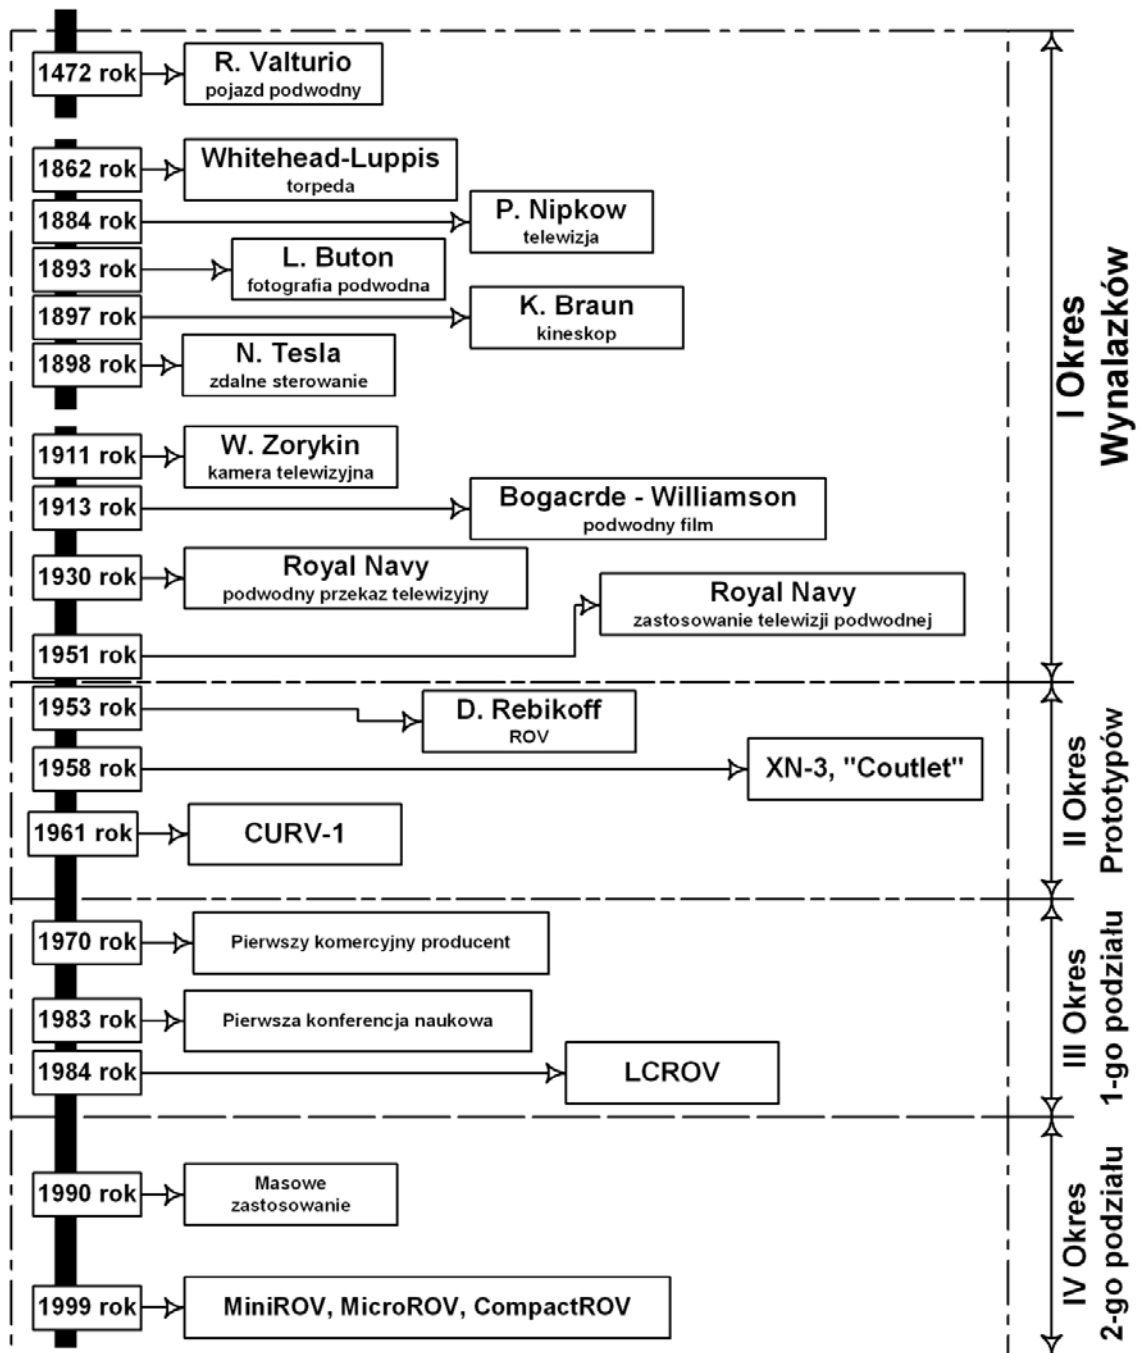 1472 rok
R. Valturio
pojazd podwodny
1862 rok
Whitehead-Luppis
torpeda
1884 rok
P. Nipkow
telewizja
1893 rok
L. Buton
fotografia podwodna
1897 rok
K. Braun
kineskop
1898 rok
N. Tesla
zdalne sterowanie
1911 rok
W. Zorykin
kamera telewizyjna
1913 rok
Bogacrde - Williamson
podwodny film
1930 rok
Royal Navy
podwodny przekaz telewizyjny
1951 rok
Royal Navy
zastosowanie telewizji podwodnej
I Okres
Wynalazków
1953 rok
D. Rebikoff
ROV
1958 rok
XN-3, "Coutlet"
1961 rok
CURV-1
II Okres
Prototypów
1970 rok
Pierwszy komercyjny producent
1983 rok
Pierwsza konferencja naukowa
1984 rok
LCROV
III Okres
1-go podziału
1990 rok
Masowe
zastosowanie
1999 rok
MiniROV, MicroROV, CompactROV
IV Okres
2-go podziału